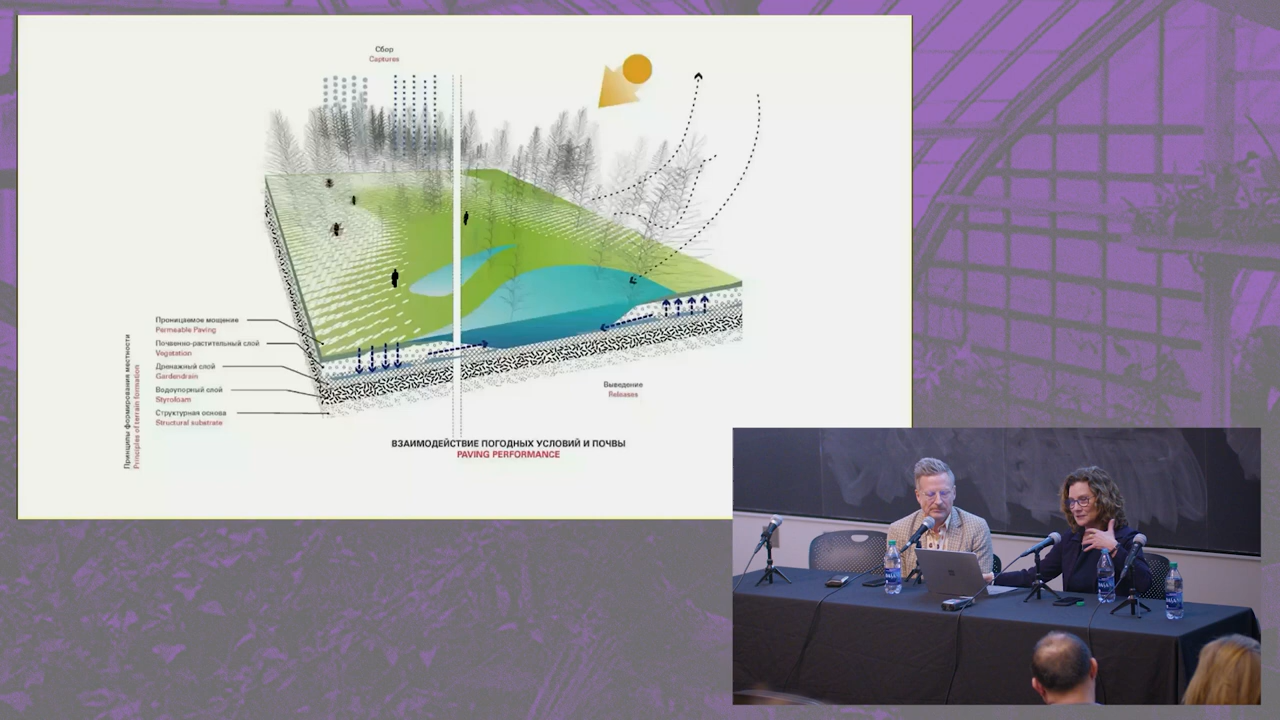 Сбор
Captures
Проницаемое мощение
Permeable Paving
Почвенно-растительный слой
Vegetation
Дренажный слой
Gardendrain
Водоупорный слой
Styrofoam
Структурная основа
Structural substrate
Принципы формирования местности
Principles of terrain formation
Выведение
Releases
ВЗАИМОДЕЙСТВИЕ ПОГОДНЫХ УСЛОВИЙ И ПОЧВЫ
PAVING PERFORMANCE